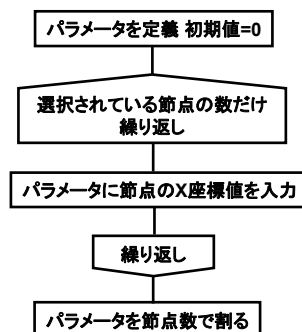 パラメータを定義 初期値=0
選択されている節点の数だけ
繰り返し
パラメータに節点のX座標値を入力
繰り返し
パラメータを節点数で割る